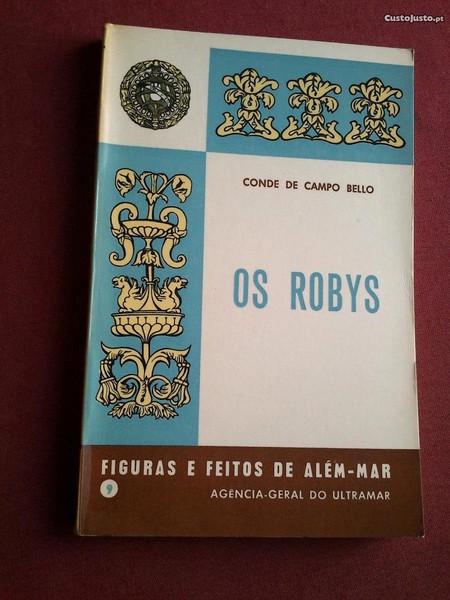 CustoJusto.pt
CONDE DE CAMPO BELLO
OS ROBYS
FIGURAS E FEITOS DE ALÉM-MAR
9
AGÊNCIA-GERAL DO ULTRAMAR